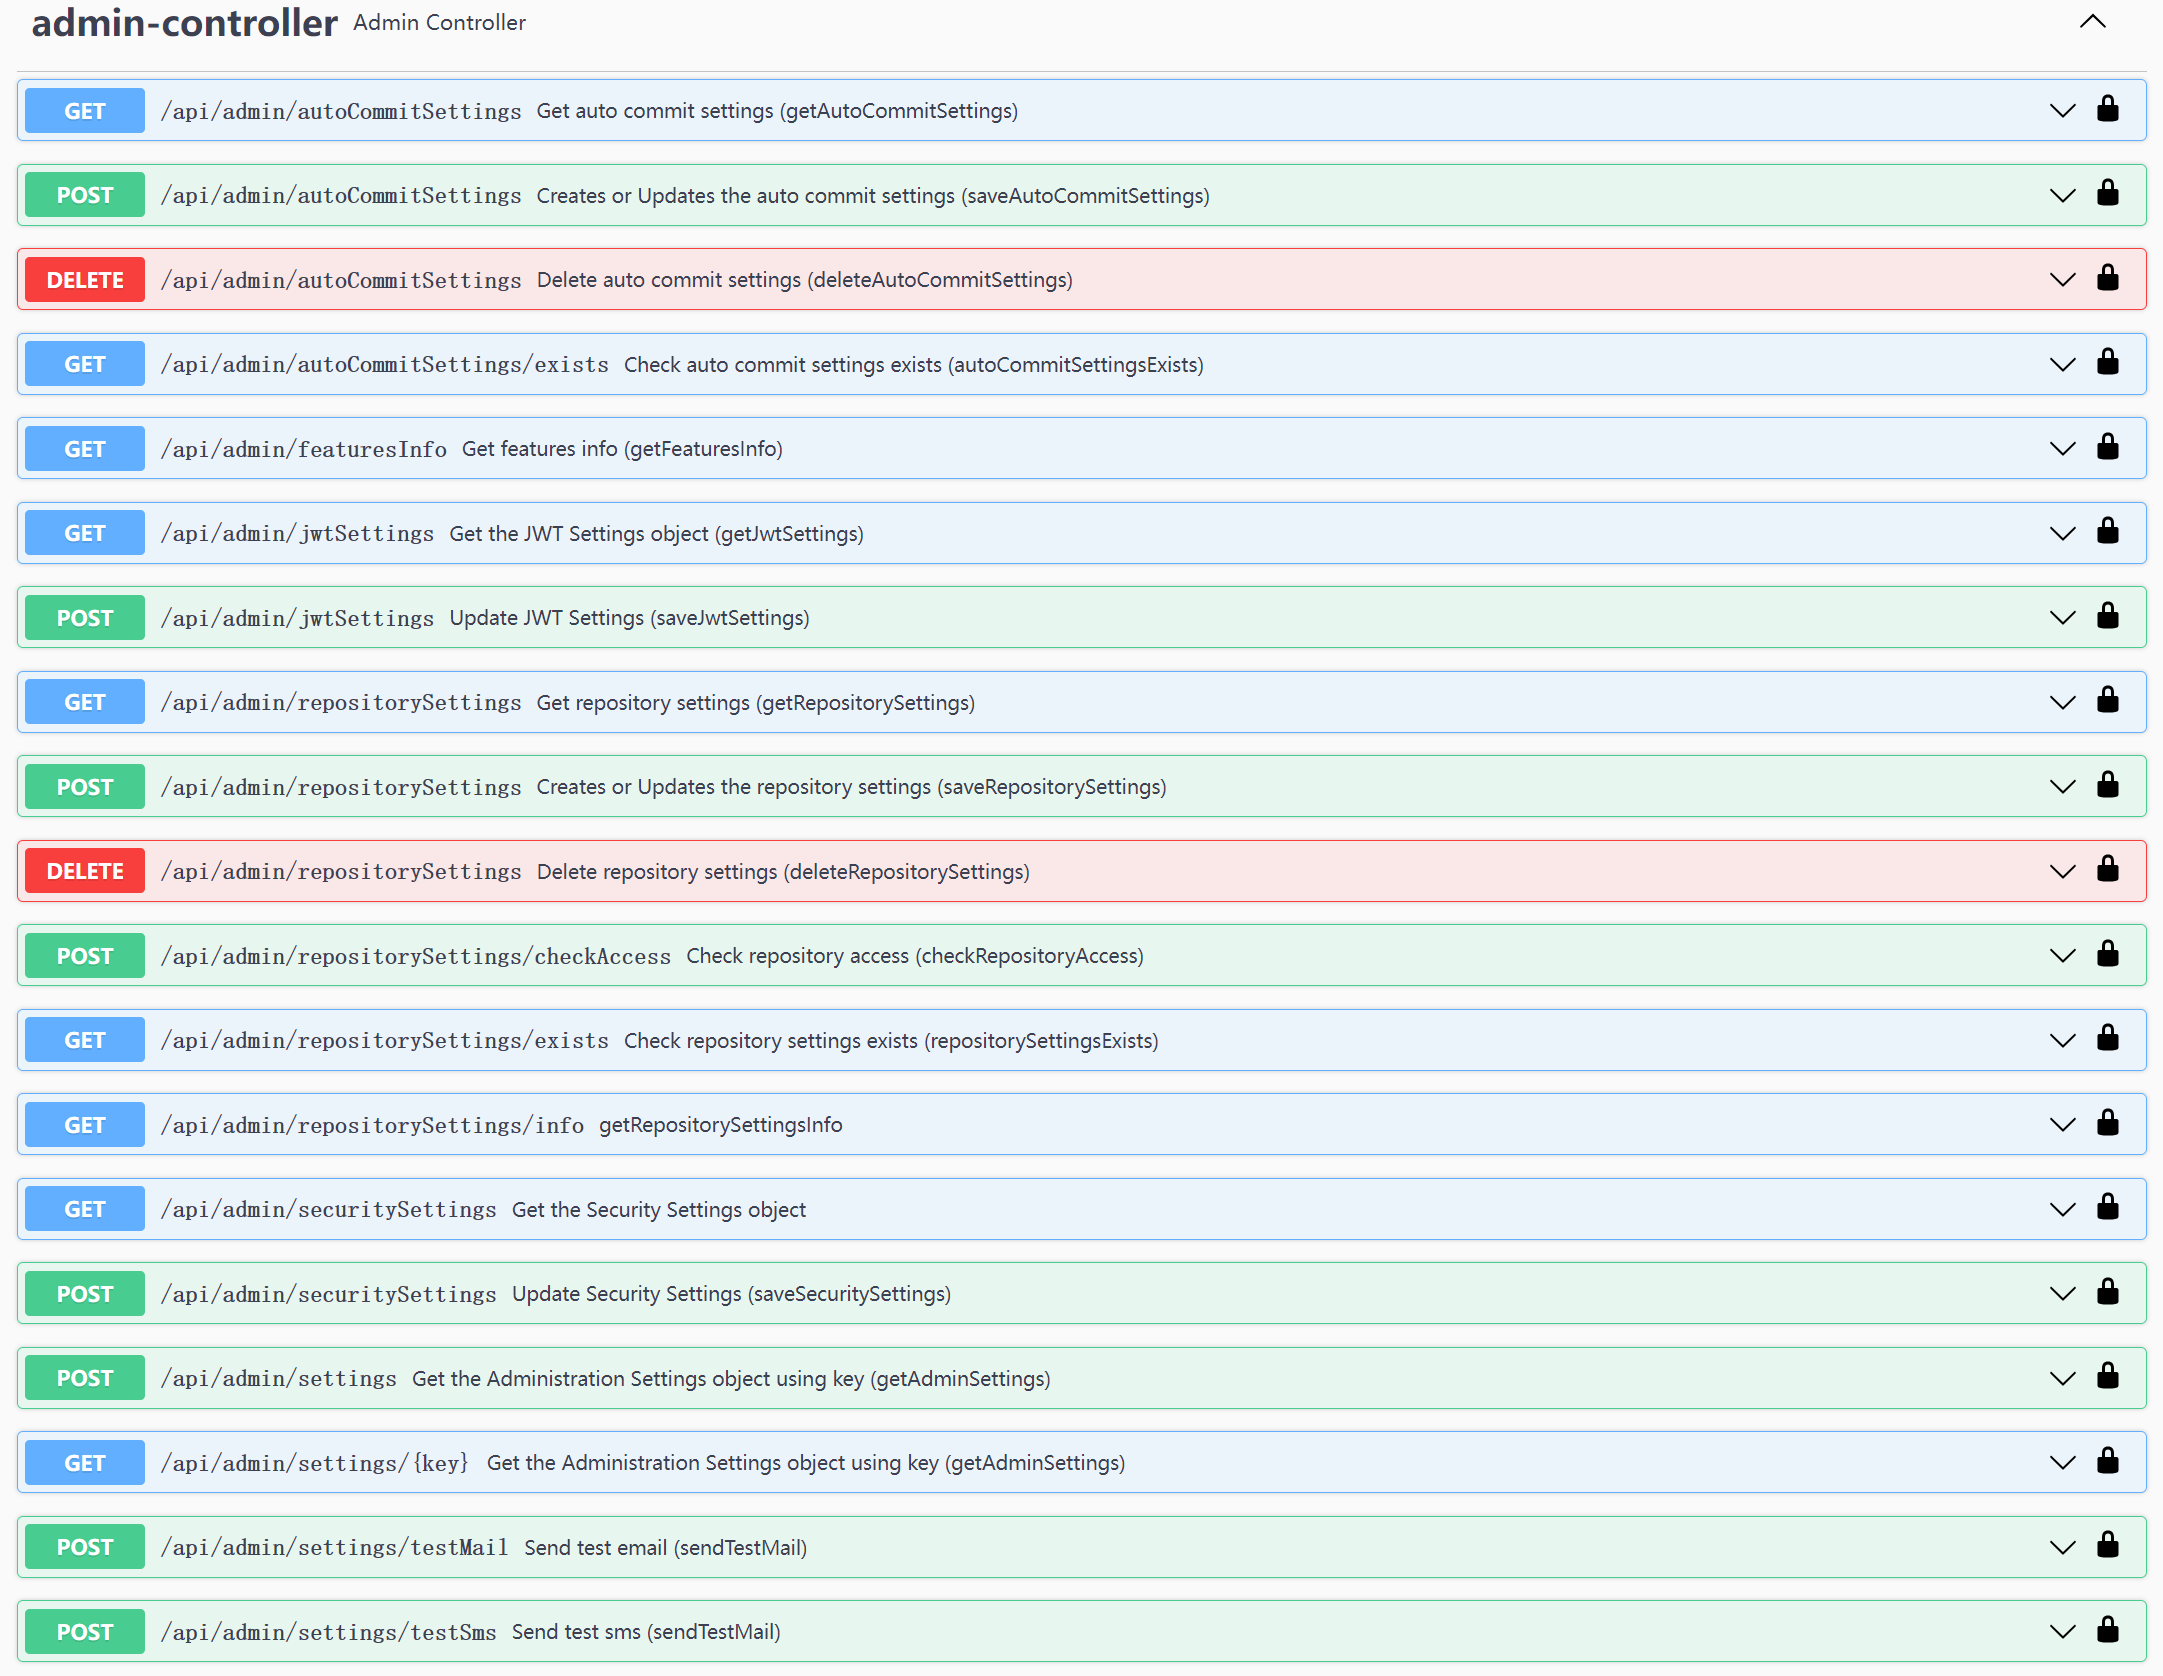 admin-controller Admin Controller
GET /api/admin/autoCommitSettings Get auto commit settings (getAutoCommitSettings)
POST /api/admin/autoCommitSettings Creates or Updates the auto commit settings (saveAutoCommitSettings)
DELETE /api/admin/autoCommitSettings Delete auto commit settings (deleteAutoCommitSettings)
GET /api/admin/autoCommitSettings/exists Check auto commit settings exists (autoCommitSettingsExists)
GET /api/admin/featuresInfo Get features info (getFeaturesInfo)
GET /api/admin/jwtSettings Get the JWT Settings object (getJwtSettings)
POST /api/admin/jwtSettings Update JWT Settings (saveJwtSettings)
GET /api/admin/repositorySettings Get repository settings (getRepositorySettings)
POST /api/admin/repositorySettings Creates or Updates the repository settings (saveRepositorySettings)
DELETE /api/admin/repositorySettings Delete repository settings (deleteRepositorySettings)
POST /api/admin/repositorySettings/checkAccess Check repository access (checkRepositoryAccess)
GET /api/admin/repositorySettings/exists Check repository settings exists (repositorySettingsExists)
GET /api/admin/repositorySettings/info getRepositorySettingsInfo
GET /api/admin/securitySettings Get the Security Settings object
POST /api/admin/securitySettings Update Security Settings (saveSecuritySettings)
POST /api/admin/settings Get the Administration Settings object using key (getAdminSettings)
GET /api/admin/settings/{key} Get the Administration Settings object using key (getAdminSettings)
POST /api/admin/settings/testMail Send test email (sendTestMail)
POST /api/admin/settings/testSms Send test sms (sendTestMail)